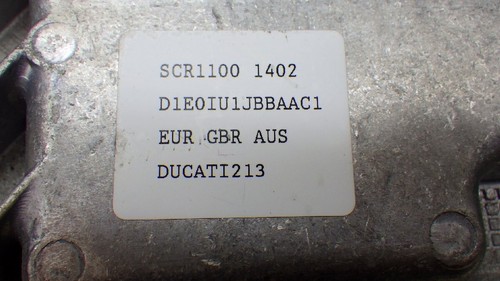 SCR1100 1402
D1E0IU1JBBAAC1
EUR GBR AUS
DUCATI213